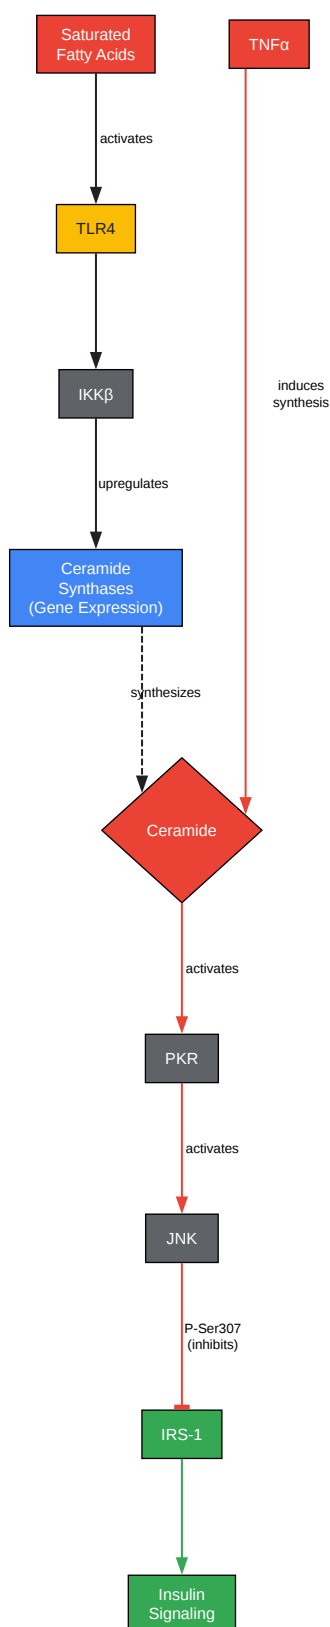 Saturated
Fatty Acids
TNFα
activates
TLR4
IKKβ
induces
synthesis
upregulates
Ceramide
Synthases
(Gene Expression)
synthesizes
Ceramide
activates
PKR
activates
JNK
P-Ser307
(inhibits)
IRS-1
Insulin
Signaling